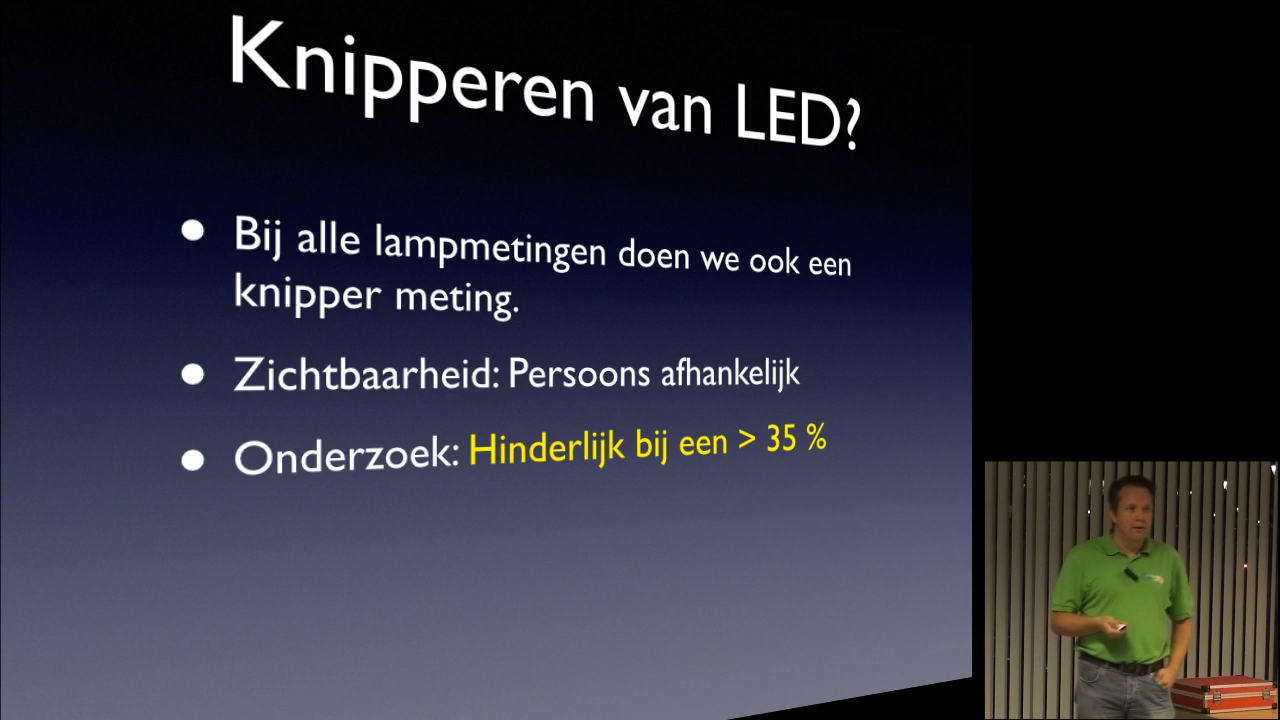 Knipperen van LED?
• Bij alle lampmetingen doen we ook een
knipper meting.
• Zichtbaarheid: Persoons afhankelijk
• Onderzoek: Hinderlijk bij een > 35 %